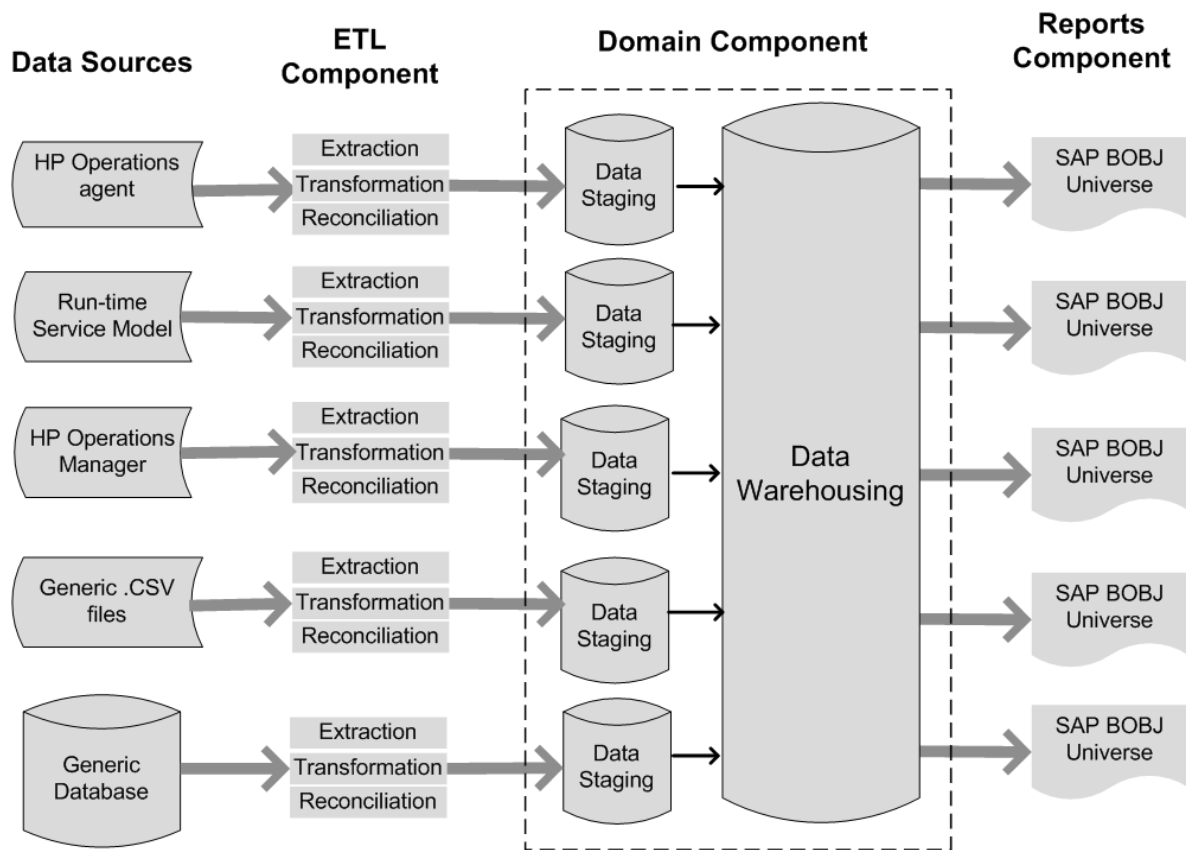 Data Sources
ETL
Component
Domain Component
Reports
Component
HP Operations
agent
Extraction
Transformation
Reconciliation
Data
Staging
SAP BOBJ
Universe
Run-time
Service Model
Extraction
Transformation
Reconciliation
Data
Staging
SAP BOBJ
Universe
HP Operations
Manager
Extraction
Transformation
Reconciliation
Data
Staging
Data
Warehousing
SAP BOBJ
Universe
Generic .CSV
files
Extraction
Transformation
Reconciliation
Data
Staging
SAP BOBJ
Universe
Generic
Database
Extraction
Transformation
Reconciliation
Data
Staging
SAP BOBJ
Universe